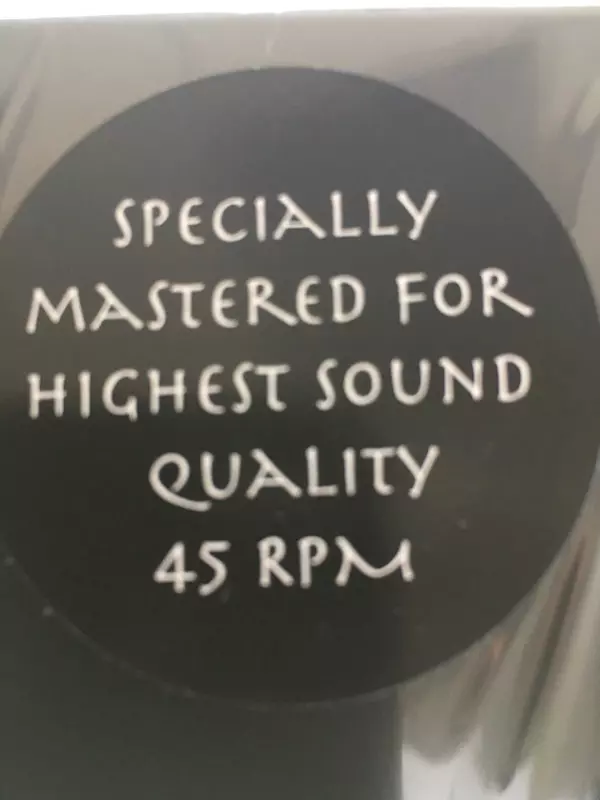 SPECIALLY
MASTERED FOR
HIGHEST SOUND
QUALITY
45 RPM